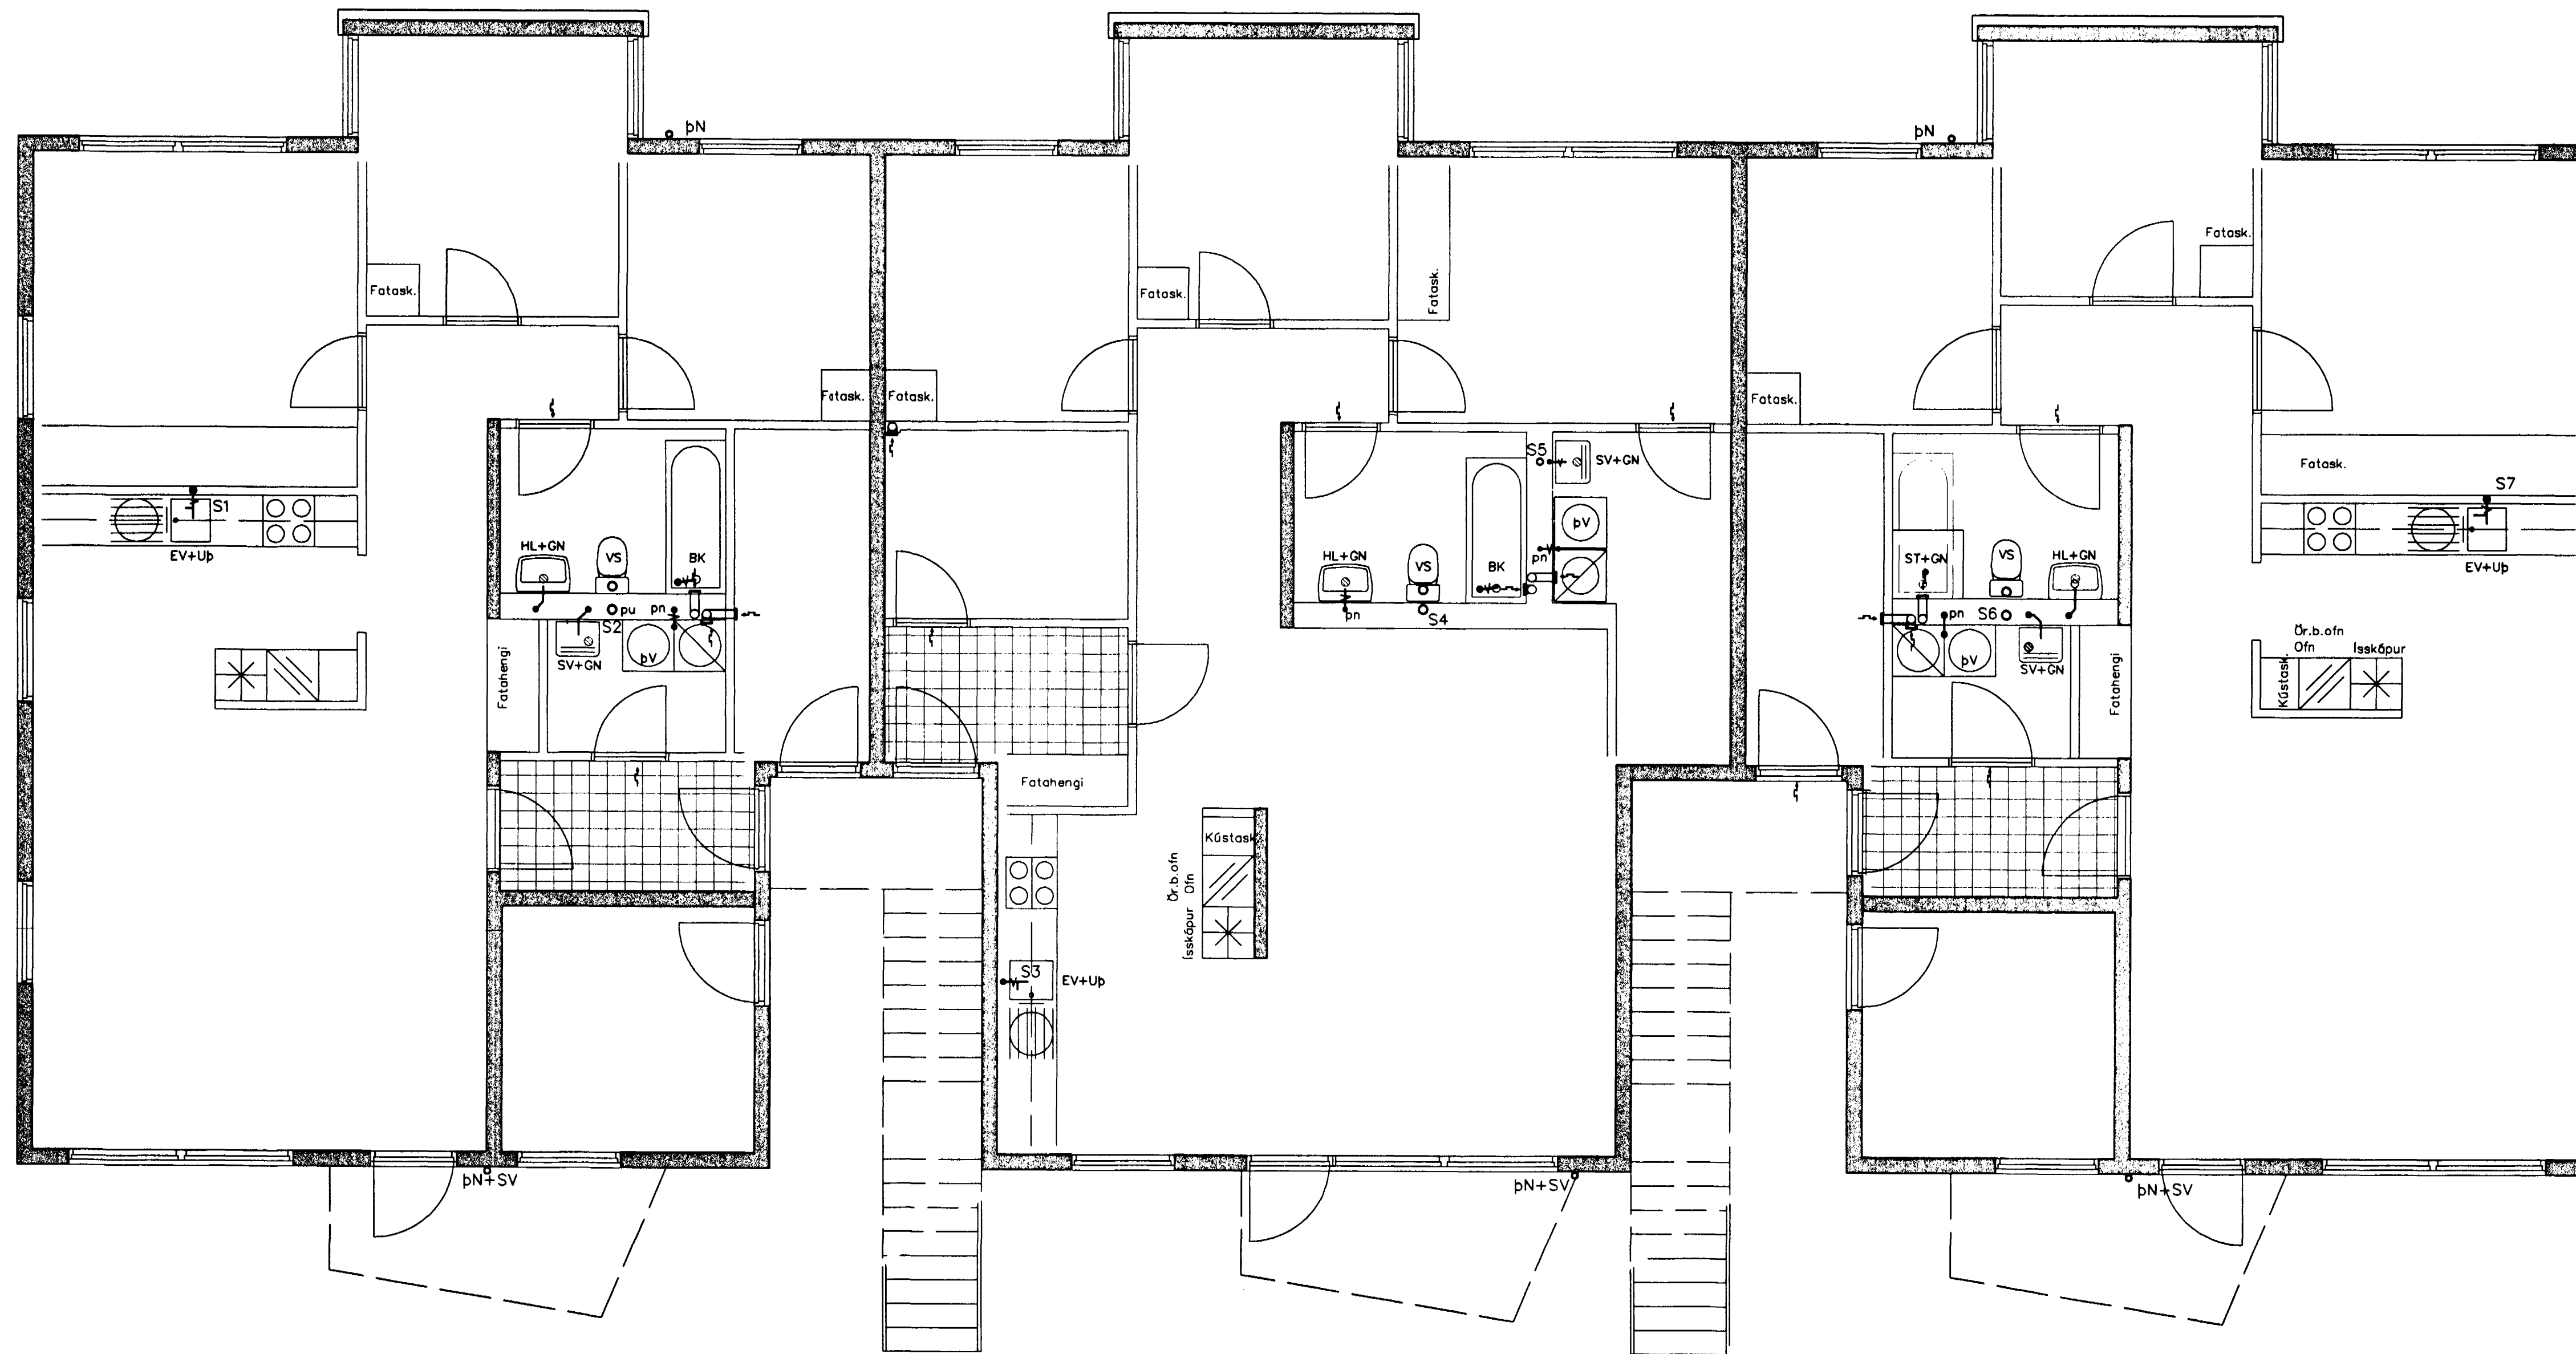 þN
þN
Fatask.
Fatask.
Fatask.
Fatask.
Fatask.
Fatask.
Fatask.
Fatask.
S1
EV+Uþ
HL+GN
VS
BK
pu
pn
S2
SV+GN
þV
Fatahengi
S5
SV+GN
þV
pn
HL+GN
VS
BK
pn
S4
Fatahengi
Kústask
Ör.b.ofn
Ofn
Ísskápur
S3
EV+Uþ
ST+GN
VS
HL+GN
pn
S6
þV
SV+GN
Fatahengi
S7
EV+Uþ
Ör.b.ofn
Ofn
Ísskápur
Kústask
þN+SV
þN+SV
þN+SV